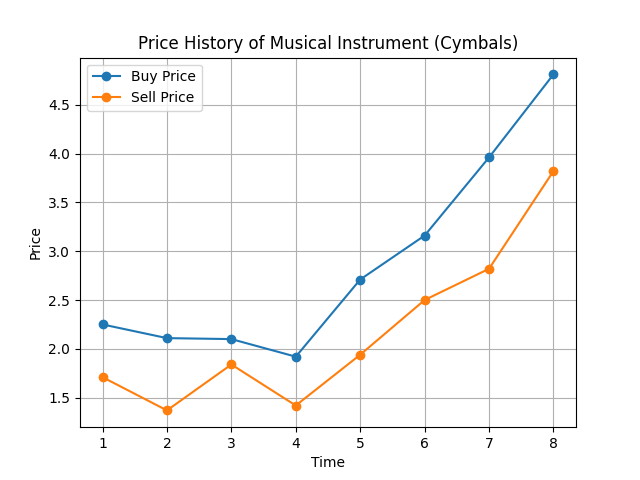 Price History of Musical Instrument (Cymbals)
Buy Price
Sell Price
4.5
4.0
3.5
3.0
2.5
2.0
1.5
Price
1 2 3 4 5 6 7 8
Time